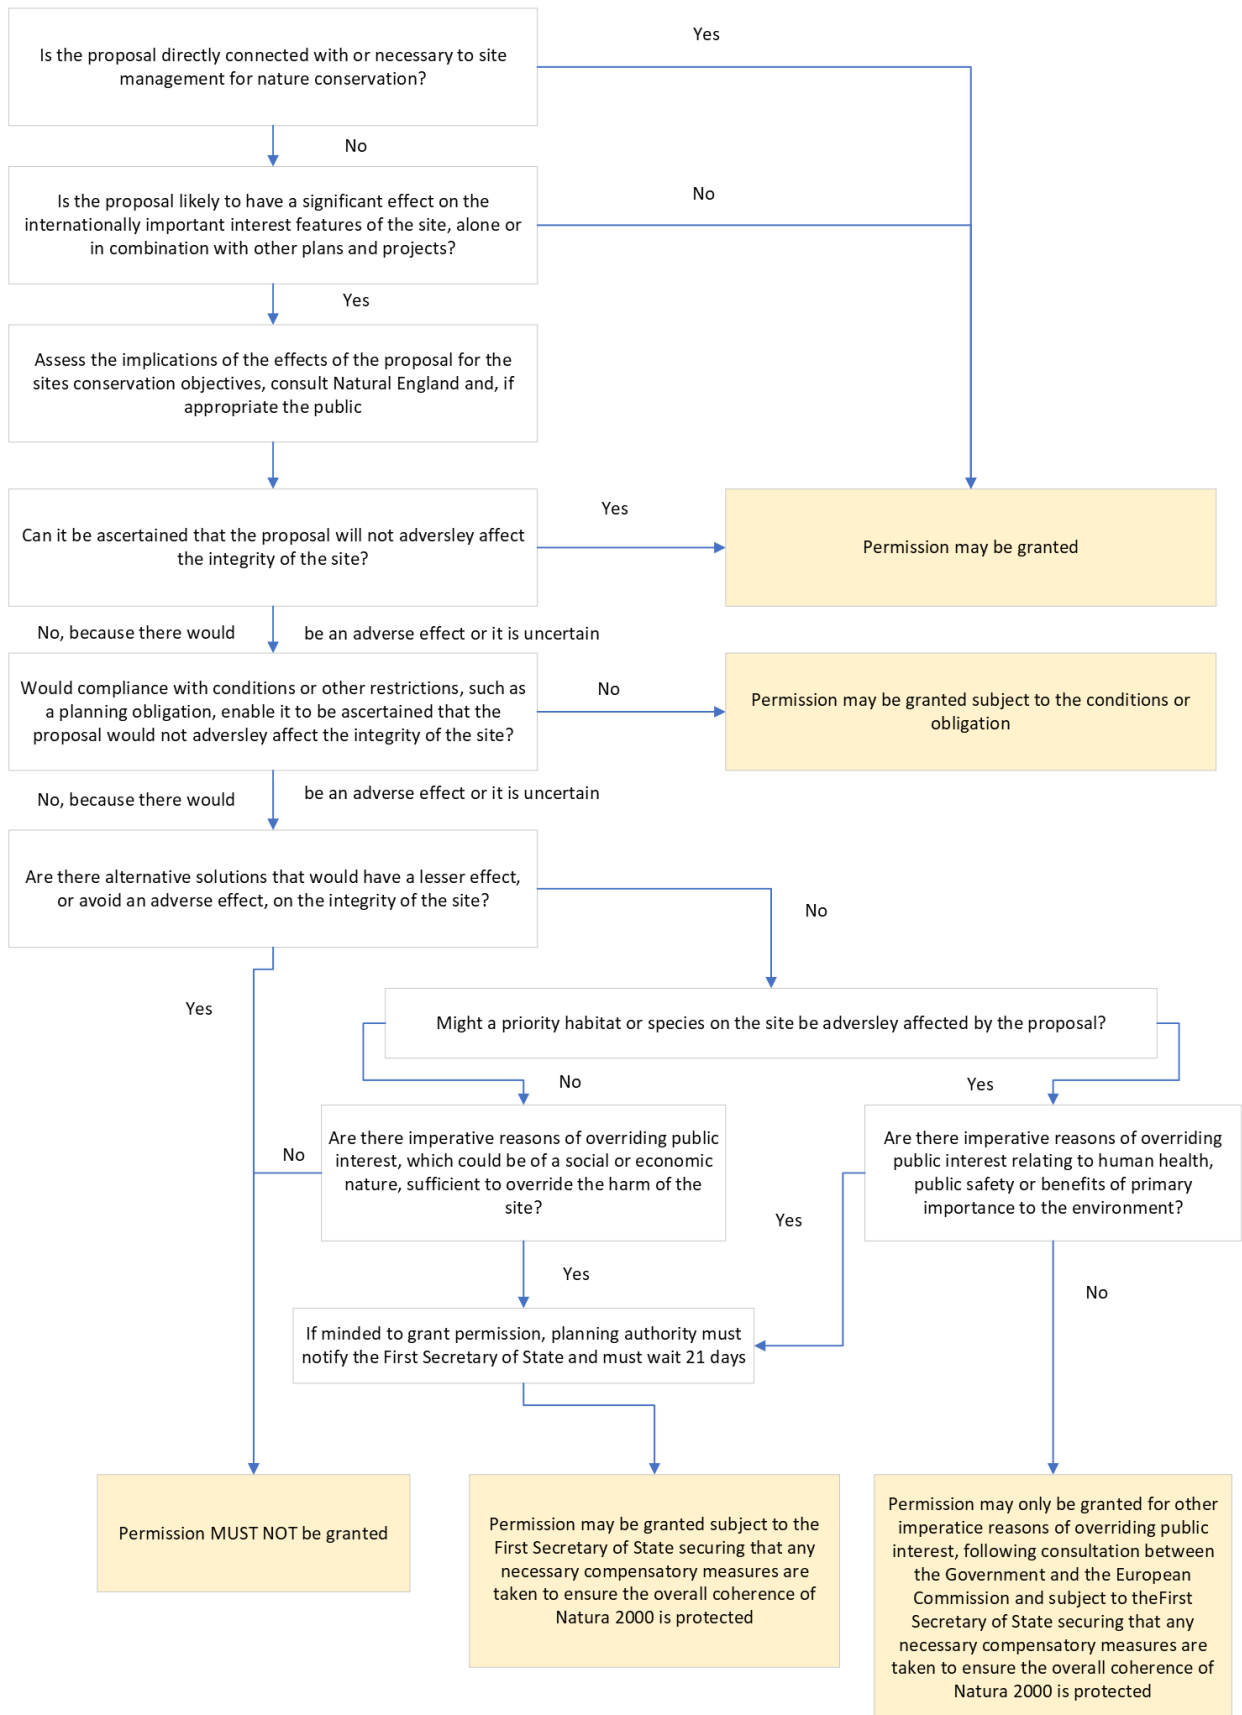 Yes
Is the proposal directly connected with or necessary to site
management for nature conservation?
No
Is the proposal likely to have a significant effect on the
internationally important interest features of the site, alone or
in combination with other plans and projects?
No
Yes
Assess the implications of the effects of the proposal for the
sites conservation objectives, consult Natural England and, if
appropriate the public
Can it be ascertained that the proposal will not adversley affect
the integrity of the site?
Yes
Permission may be granted
No, because there would
be an adverse effect or it is uncertain
Would compliance with conditions or other restrictions, such as
a planning obligation, enable it to be ascertained that the
proposal would not adversley affect the integrity of the site?
No
Permission may be granted subject to the conditions or
obligation
No, because there would
be an adverse effect or it is uncertain
Are there alternative solutions that would have a lesser effect,
or avoid an adverse effect, on the integrity of the site?
No
Yes
Might a priority habitat or species on the site be adversley affected by the proposal?
No
Yes
Are there imperative reasons of overriding public
interest, which could be of a social or economic
nature, sufficient to override the harm of the
site?
No
Are there imperative reasons of overriding
public interest relating to human health,
public safety or benefits of primary
importance to the environment?
Yes
Yes
No
If minded to grant permission, planning authority must
notify the First Secretary of State and must wait 21 days
Permission MUST NOT be granted
Permission may be granted subject to the
First Secretary of State securing that any
necessary compensatory measures are
taken to ensure the overall coherence of
Natura 2000 is protected
Permission may only be granted for other
imperatice reasons of overriding public
interest, following consultation between
the Government and the European
Commission and subject to theFirst
Secretary of State securing that any
necessary compensatory measures are
taken to ensure the overall coherence of
Natura 2000 is protected